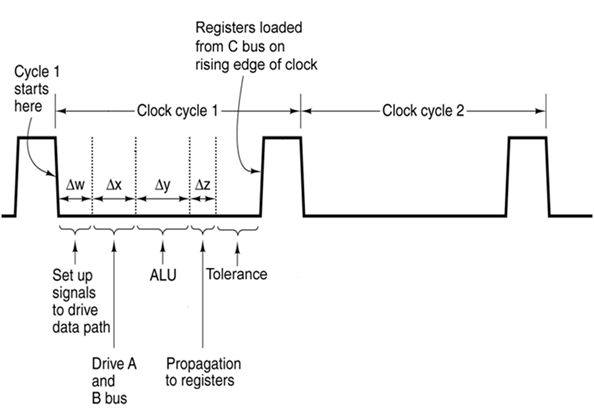 Registers loaded
from C bus on
rising edge of clock
Cycle 1
starts
here
Clock cycle 1
Clock cycle 2
Δw
Δx
Δy
Δz
Set up
signals
to drive
data path
ALU
Tolerance
Drive A
and
B bus
Propagation
to registers